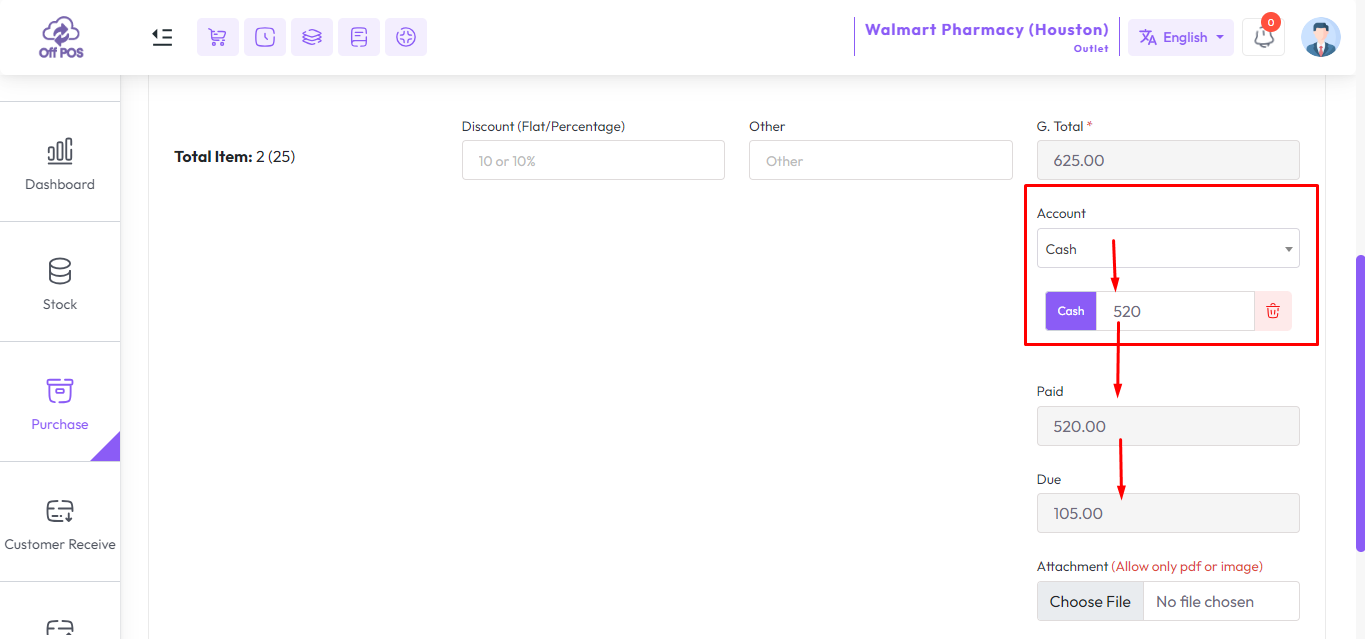 Off POS
Walmart Pharmacy (Houston)
Outlet
English
0
Dashboard
Stock
Purchase
Customer Receive
Total Item: 2 (25)
Discount (Flat/Percentage)
10 or 10%
Other
Other
G. Total *
625.00
Account
Cash
Cash 520
Paid
520.00
Due
105.00
Attachment (Allow only pdf or image)
Choose File No file chosen